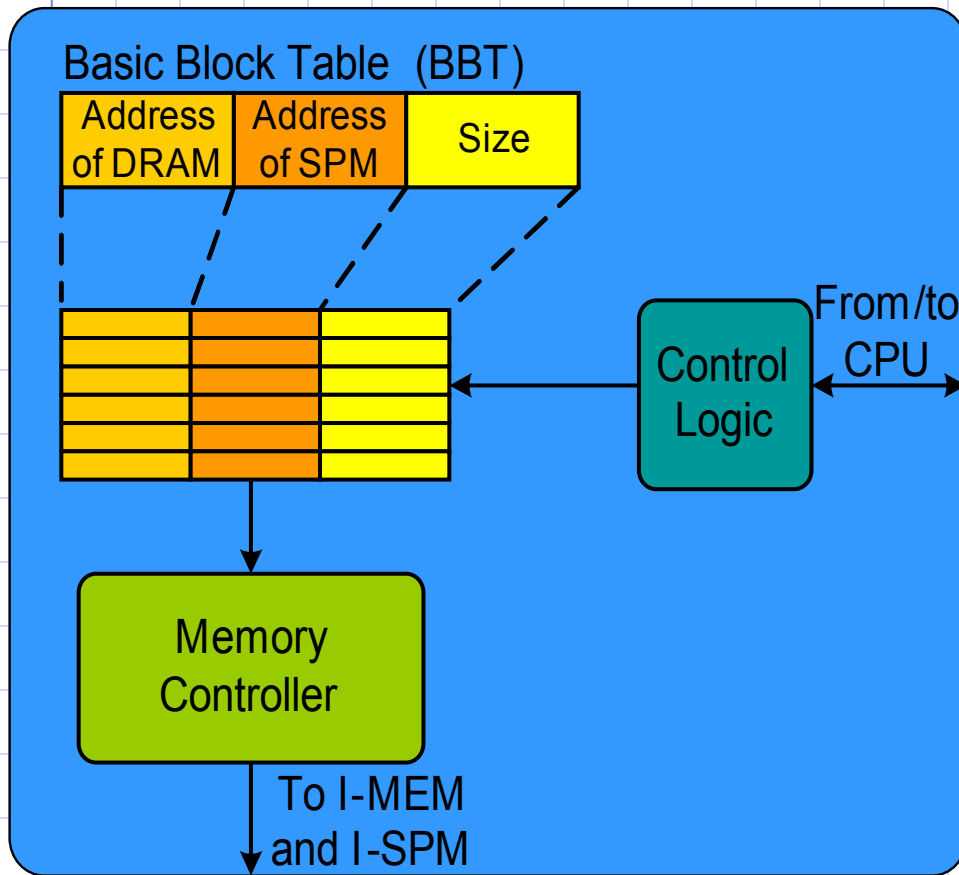 Basic Block Table (BBT)
Address
of DRAM
Address
of SPM
Size
From/to
CPU
Control
Logic
Memory
Controller
To I-MEM
and I-SPM